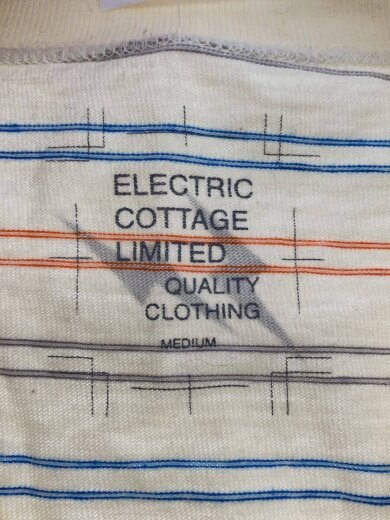 ELECTRIC
COTTAGE
LIMITED
QUALITY
CLOTHING
MEDIUM